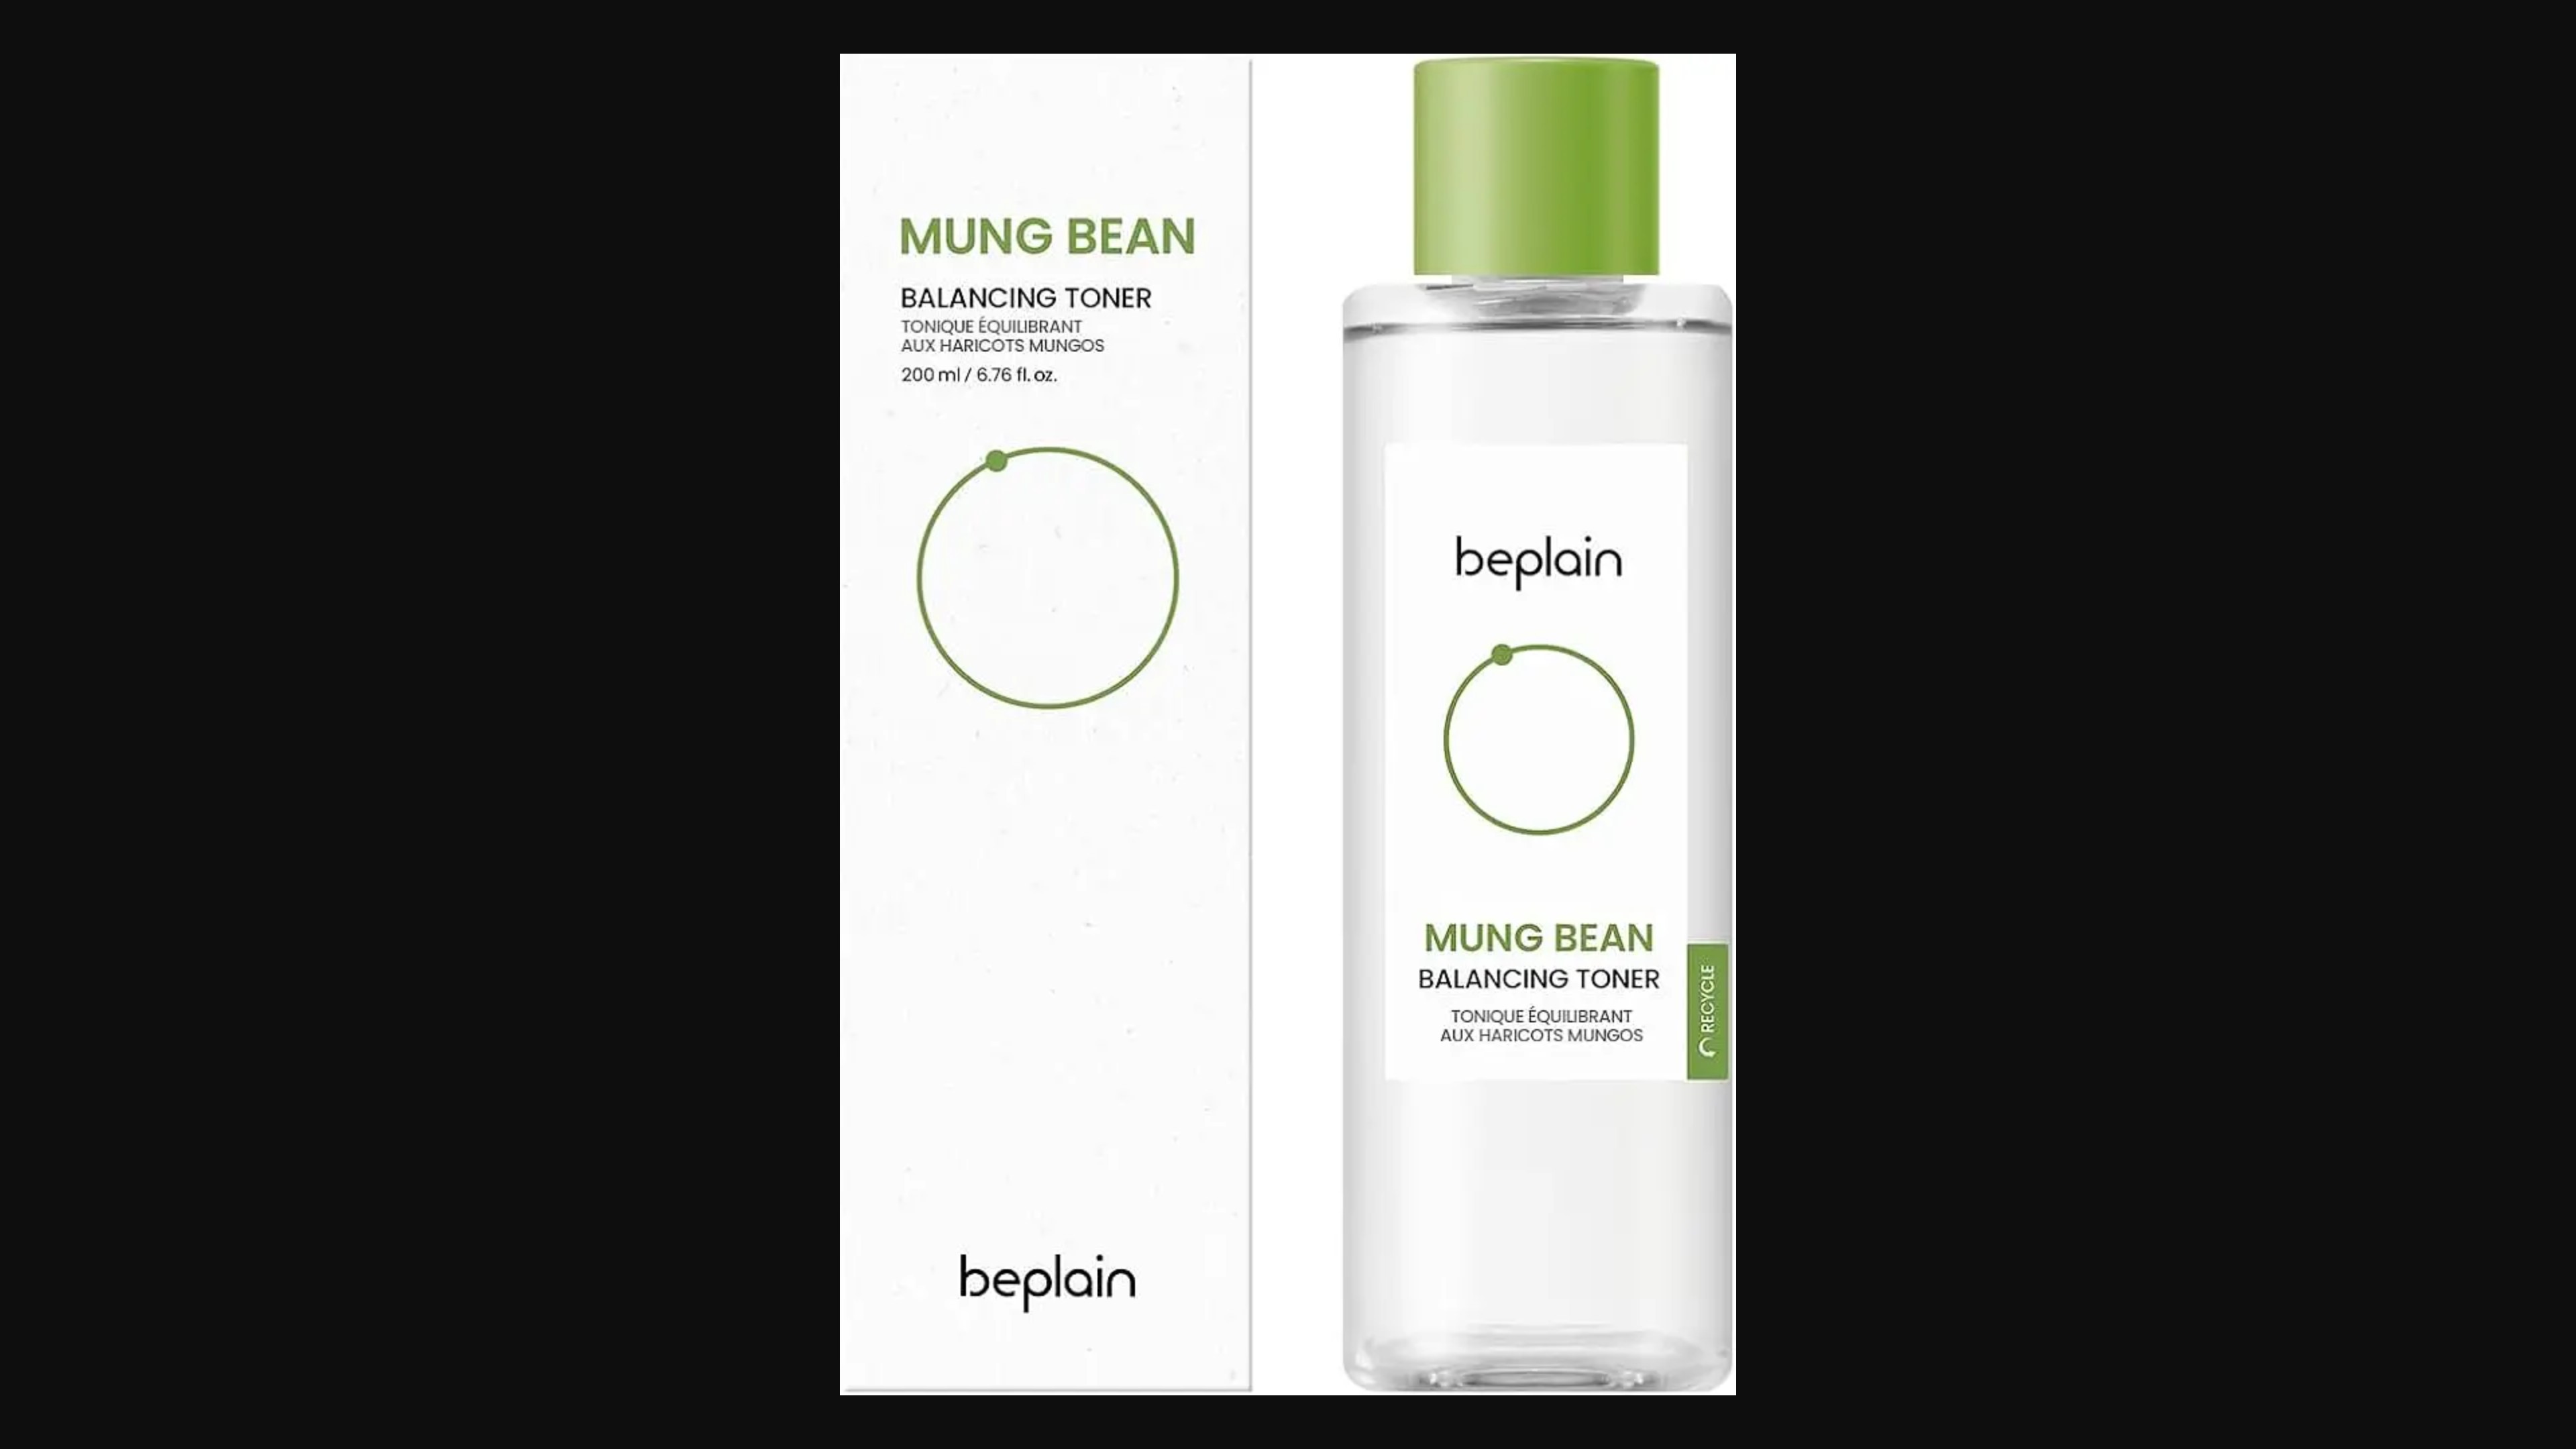 MUNG BEAN
BALANCING TONER
TONIQUE ÉQUILIBRANT
AUX HARICOTS MUNGOS
200 ml / 6.76 fl. oz.
beplain
beplain
MUNG BEAN
BALANCING TONER
TONIQUE ÉQUILIBRANT
AUX HARICOTS MUNGOS
RECYCLE